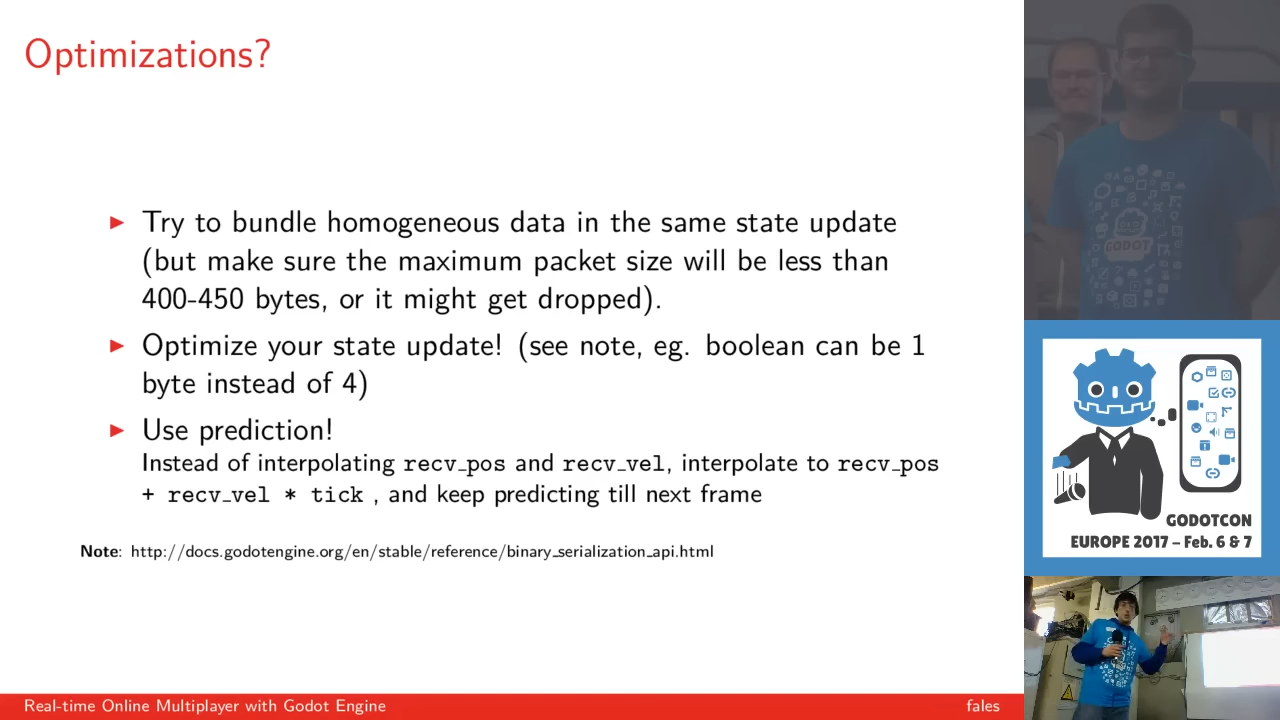 Optimizations?
Try to bundle homogeneous data in the same state update
(but make sure the maximum packet size will be less than
400-450 bytes, or it might get dropped).
Optimize your state update! (see note, eg. boolean can be 1
byte instead of 4)
Use prediction!
Instead of interpolating recv_pos and recv_vel, interpolate to recv_pos
+ recv_vel * tick , and keep predicting till next frame
Note: http://docs.godotengine.org/en/stable/reference/binary_serialization_api.html
Real-time Online Multiplayer with Godot Engine
fales
GODOT
GODOTCON
EUROPE 2017 – Feb. 6 & 7